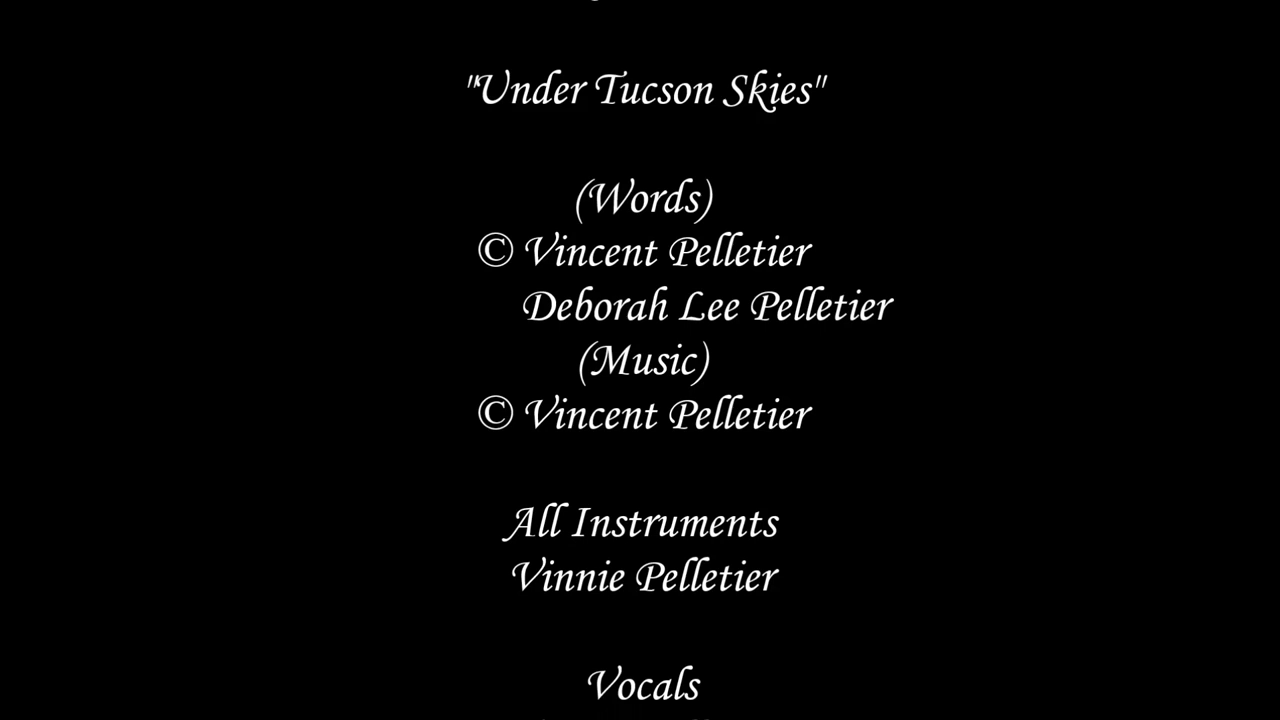 "Under Tucson Skies"
(Words)
© Vincent Pelletier
Deborah Lee Pelletier
(Music)
© Vincent Pelletier
All Instruments
Vinnie Pelletier
Vocals